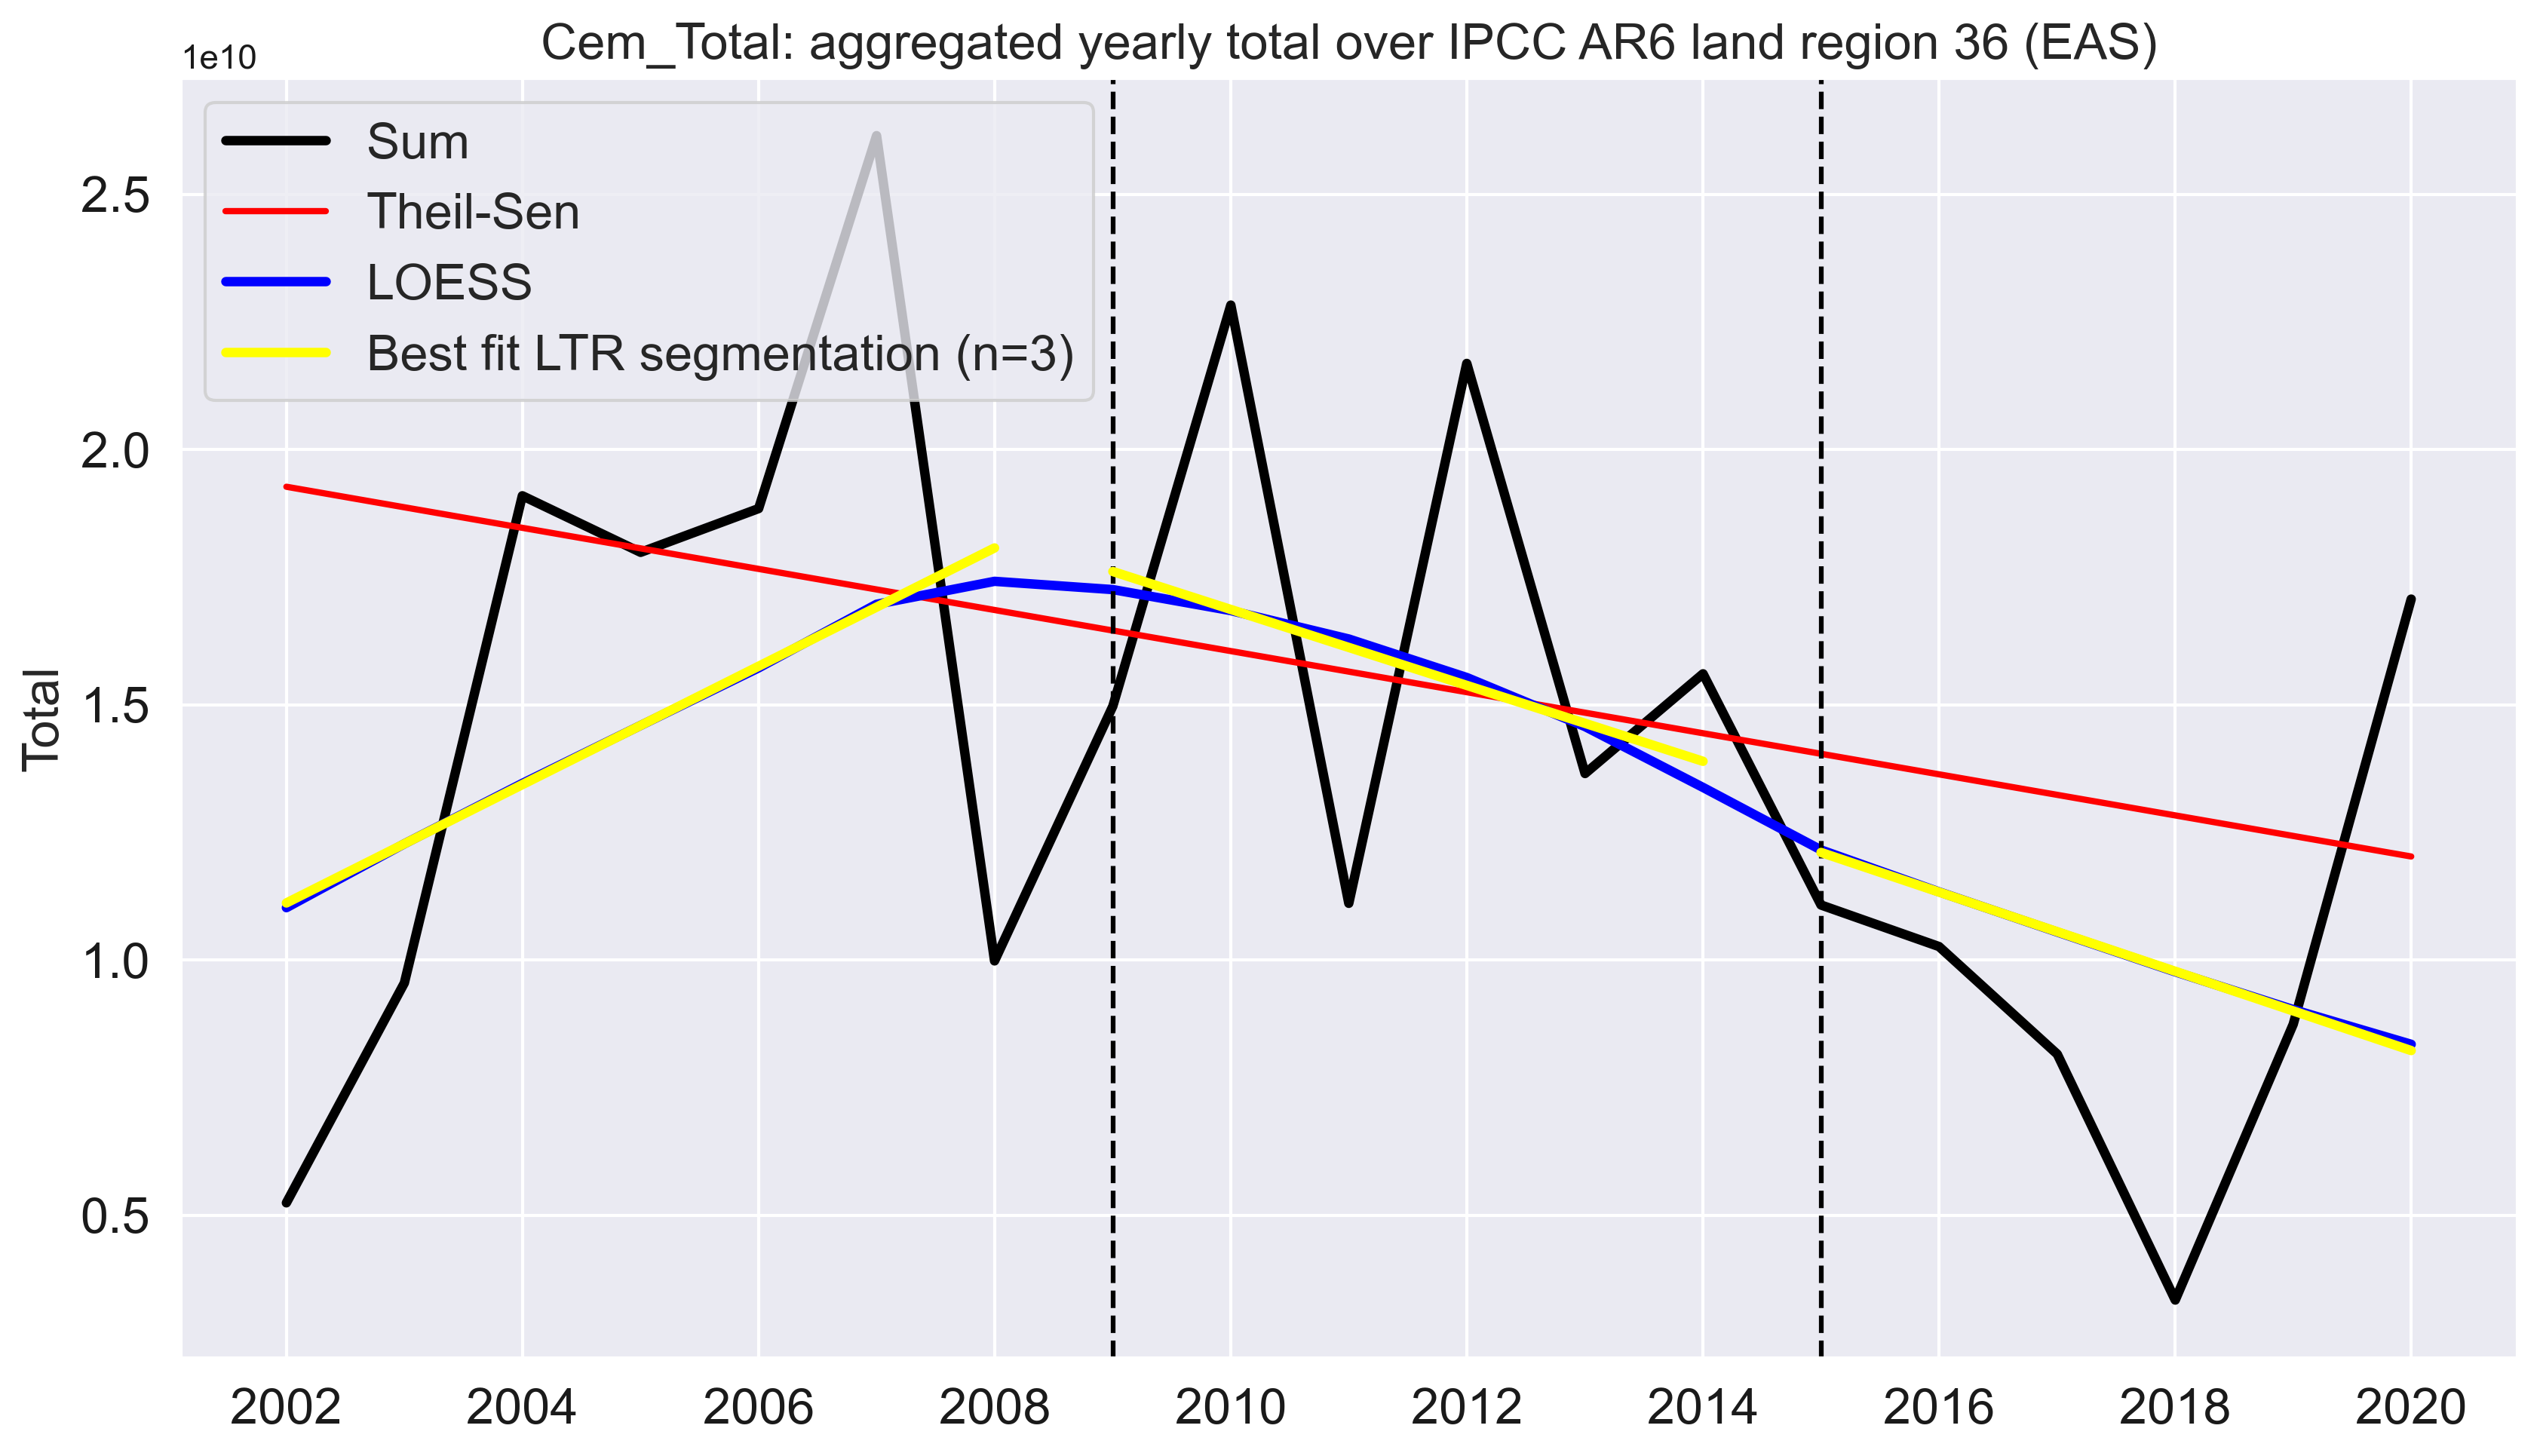 Cem_Total: aggregated yearly total over IPCC AR6 land region 36 (EAS)
1e10
Sum
Theil-Sen
LOESS
Best fit LTR segmentation (n=3)
2.5
2.0
1.5
1.0
0.5
Total
2002 2004 2006 2008 2010 2012 2014 2016 2018 2020